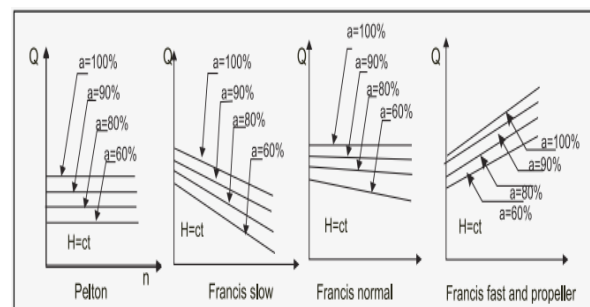 Q
a=100%
a=90%
a=80%
a=60%
H=ct
n
Pelton
Q
a=100%
a=90%
a=80%
a=60%
H=ct
Francis slow
Q
a=100%
a=90%
a=80%
a=60%
H=ct
Francis normal
Q
a=100%
a=90%
a=80%
a=60%
H=ct
Francis fast and propeller